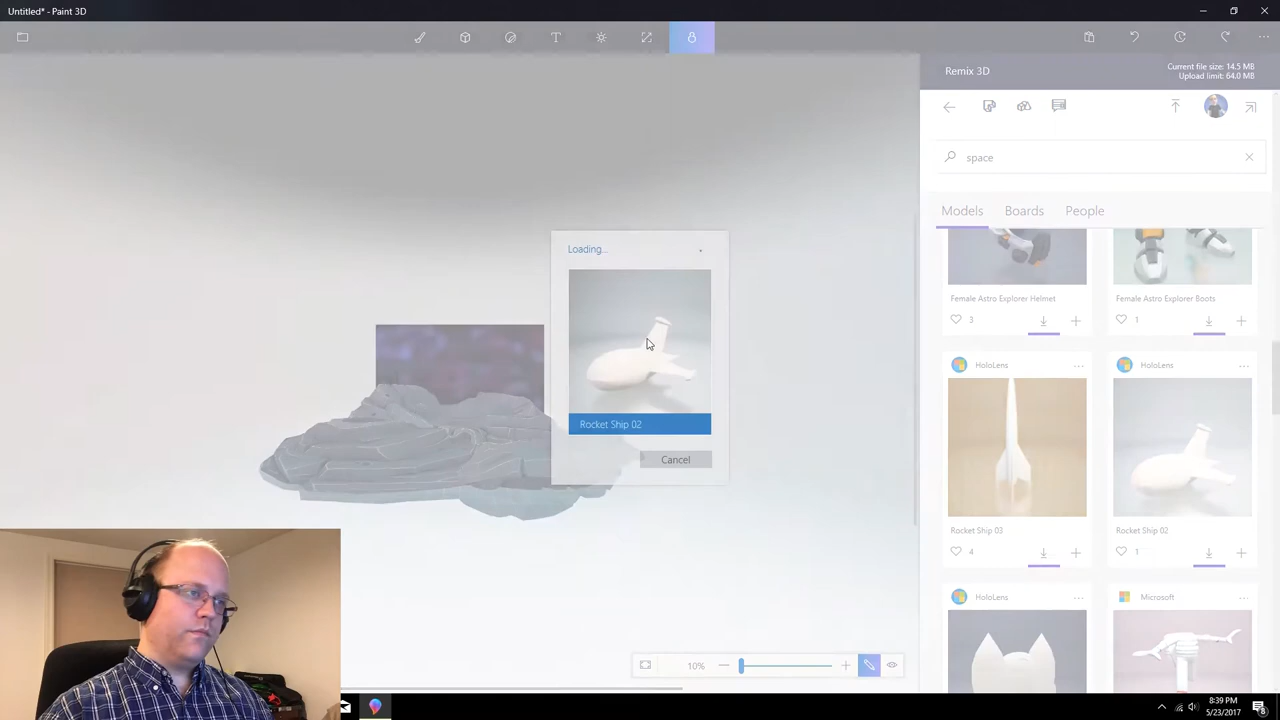 Untitled* - Paint 3D
Remix 3D
Current file size: 14.5 MB
Upload limit: 64.0 MB
space
Models Boards People
Female Astro Explorer Helmet
Female Astro Explorer Boots
3
1
Loading...
Rocket Ship 02
Cancel
HoloLens
HoloLens
Rocket Ship 03
Rocket Ship 02
4
1
HoloLens
Microsoft
10%
8:39 PM
5/23/2017